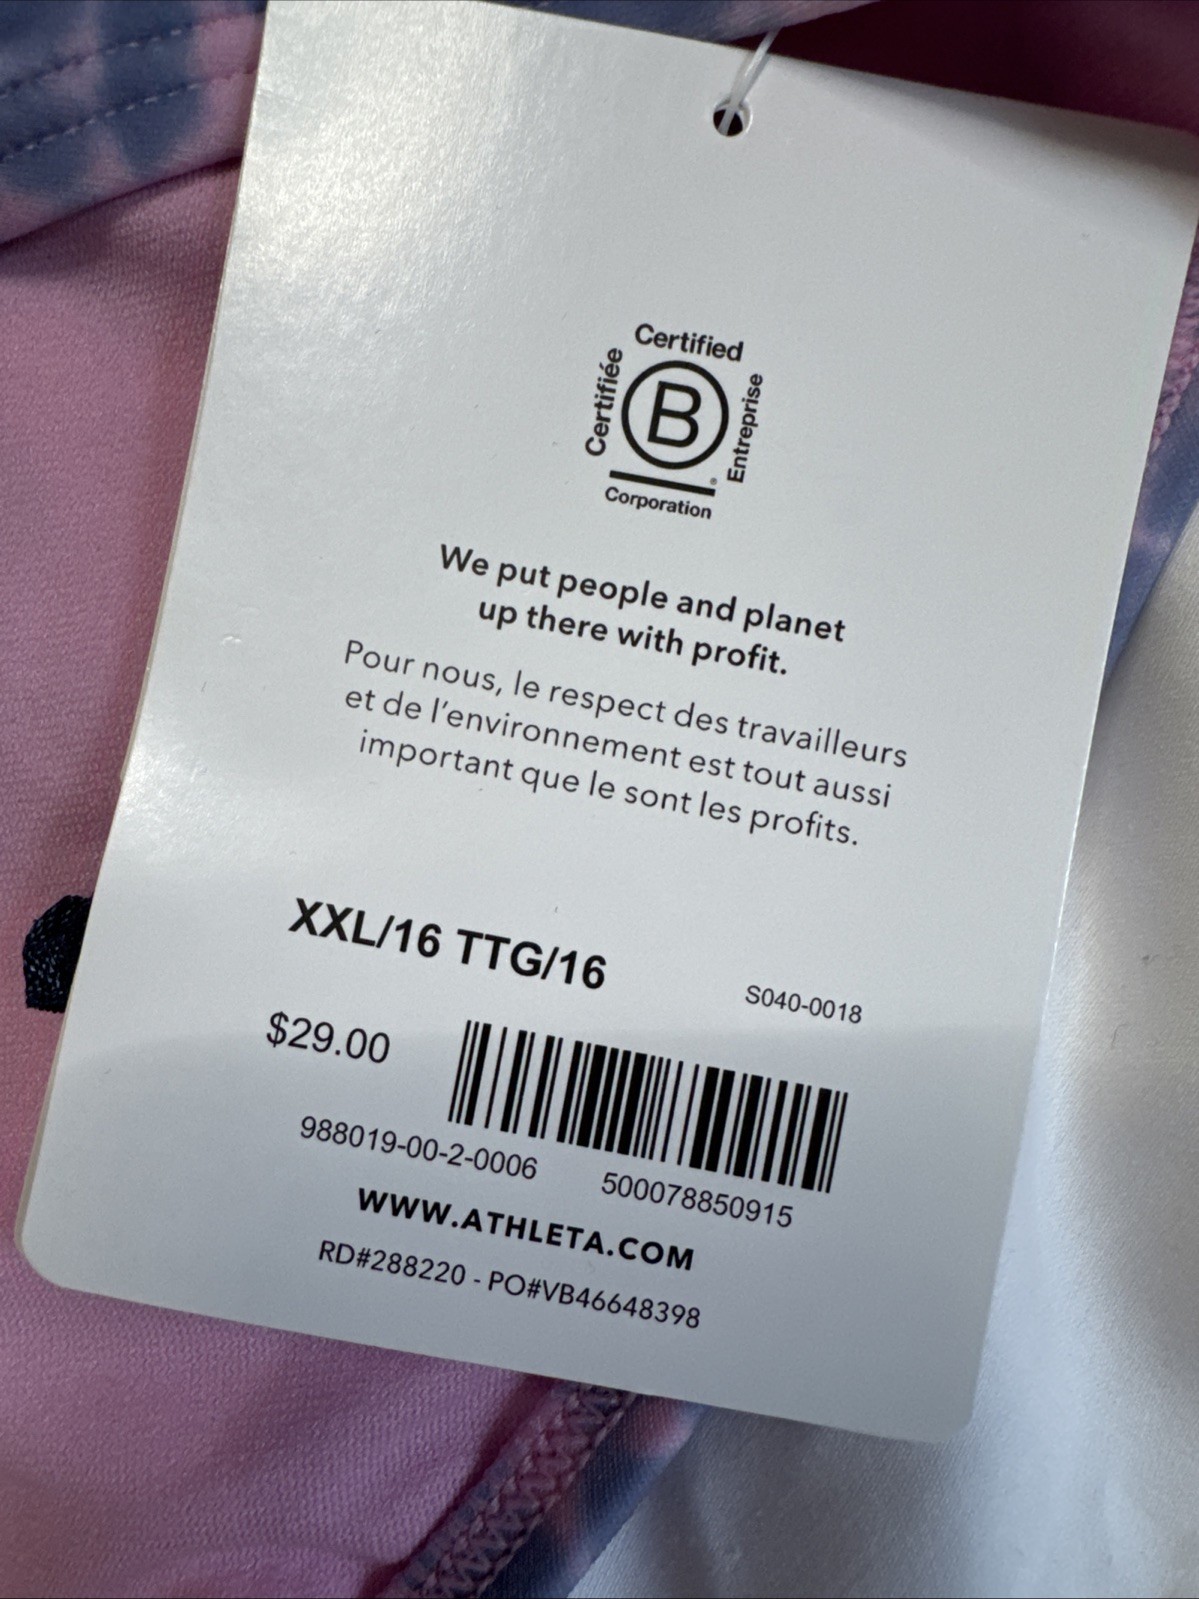 Certified
Certifiée
B
Entreprise
®
Corporation
We put people and planet
up there with profit.
Pour nous, le respect des travailleurs
et de l'environnement est tout aussi
important que le sont les profits.
XXL/16 TTG/16
S040-0018
$29.00
988019-00-2-0006
500078850915
WWW.ATHLETA.COM
RD#288220 - PO#VB46648398